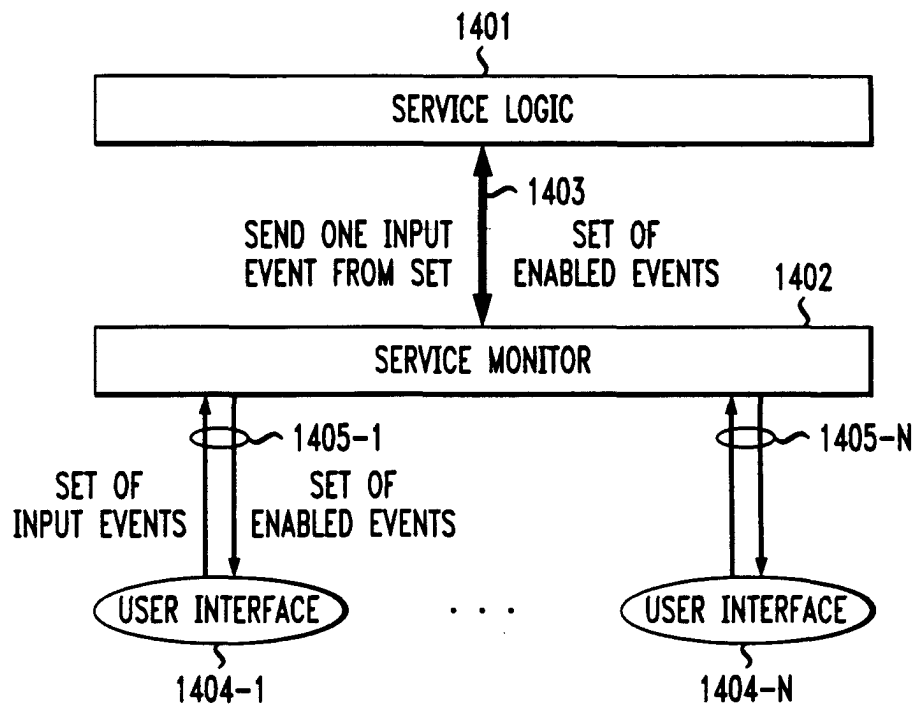 1401
SERVICE LOGIC
1403
SEND ONE INPUT
EVENT FROM SET
SET OF
ENABLED EVENTS
1402
SERVICE MONITOR
1405-1
1405-N
SET OF
INPUT EVENTS
SET OF
ENABLED EVENTS
USER INTERFACE
. . .
USER INTERFACE
1404-1
1404-N